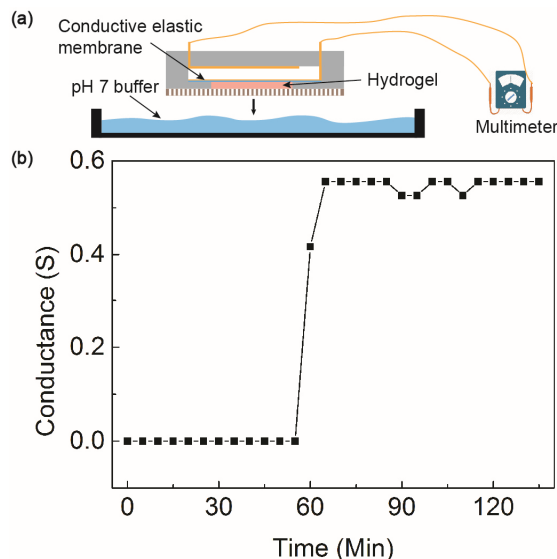 (a)
Conductive elastic
membrane
Hydrogel
pH 7 buffer
Multimeter
(b)
0.6
0.4
0.2
0.0
Conductance (S)
0 30 60 90 120
Time (Min)